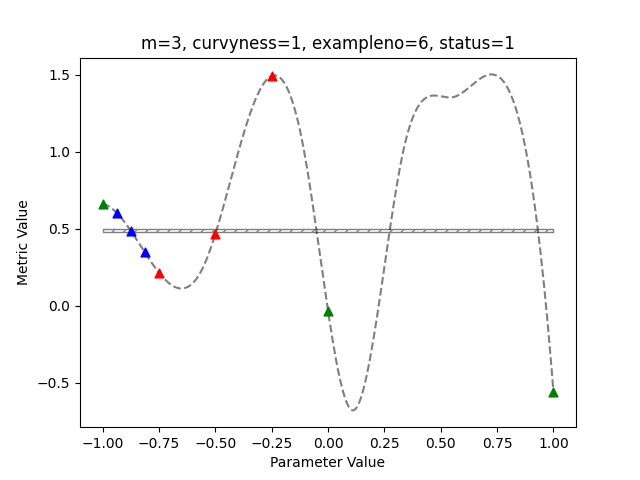 m=3, curvyness=1, exampleno=6, status=1
1.5
1.0
0.5
0.0
−0.5
Metric Value
−1.00 −0.75 −0.50 −0.25 0.00 0.25 0.50 0.75 1.00
Parameter Value